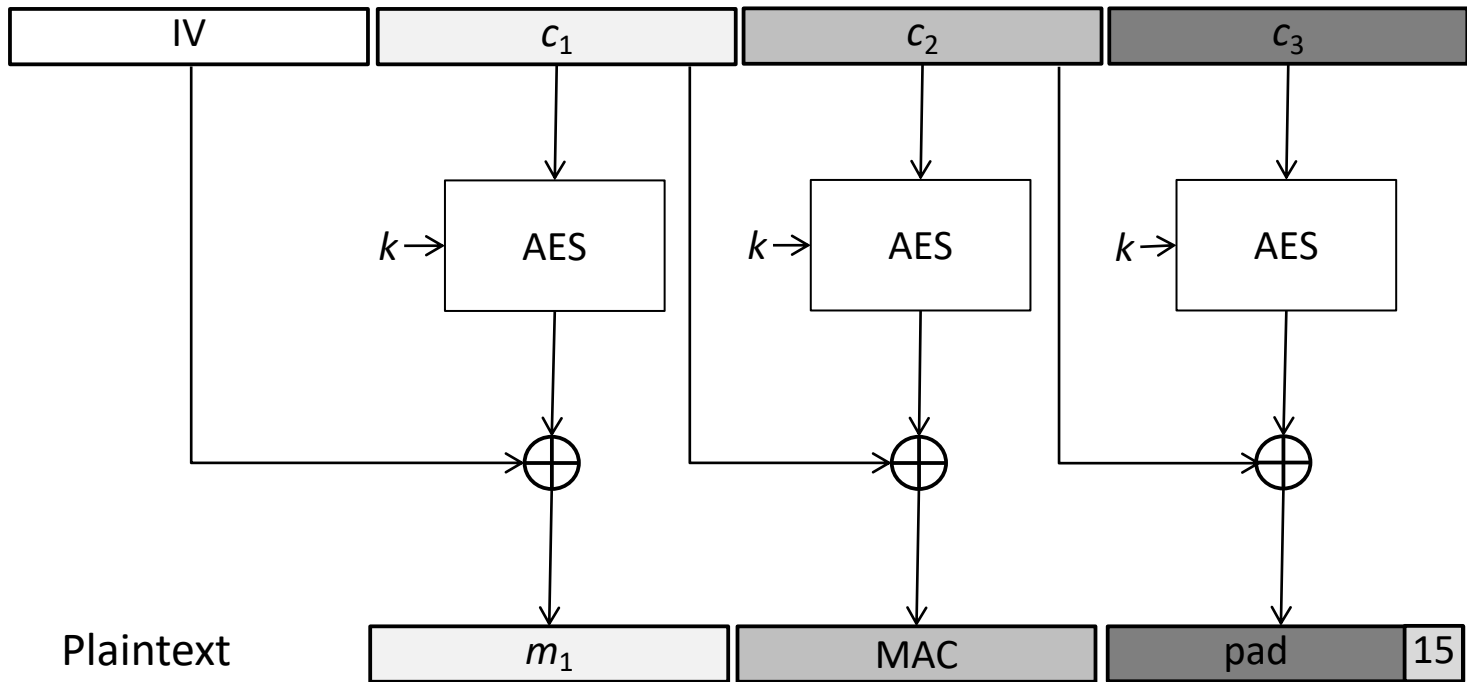 IV c₁ c₂ c₃
k AES k AES k AES
Plaintext m₁ MAC pad 15